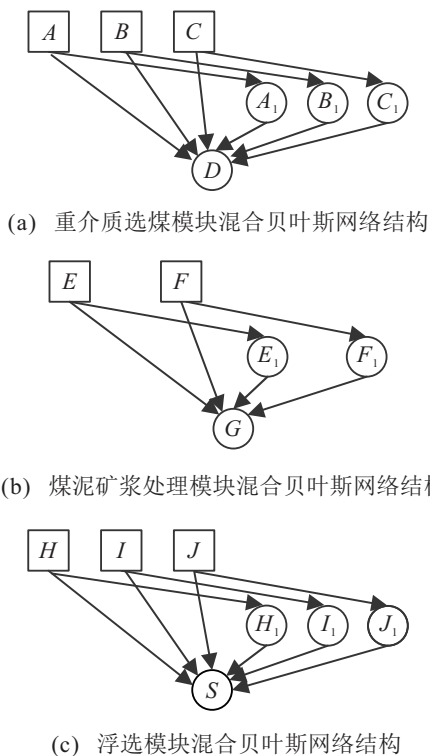 A B C
A1 B1 C1
D
(a) 重介质选煤模块混合贝叶斯网络结构
E F
E1 F1
G
(b) 煤泥矿浆处理模块混合贝叶斯网络结构
H I J
H1 I1 J1
S
(c) 浮选模块混合贝叶斯网络结构